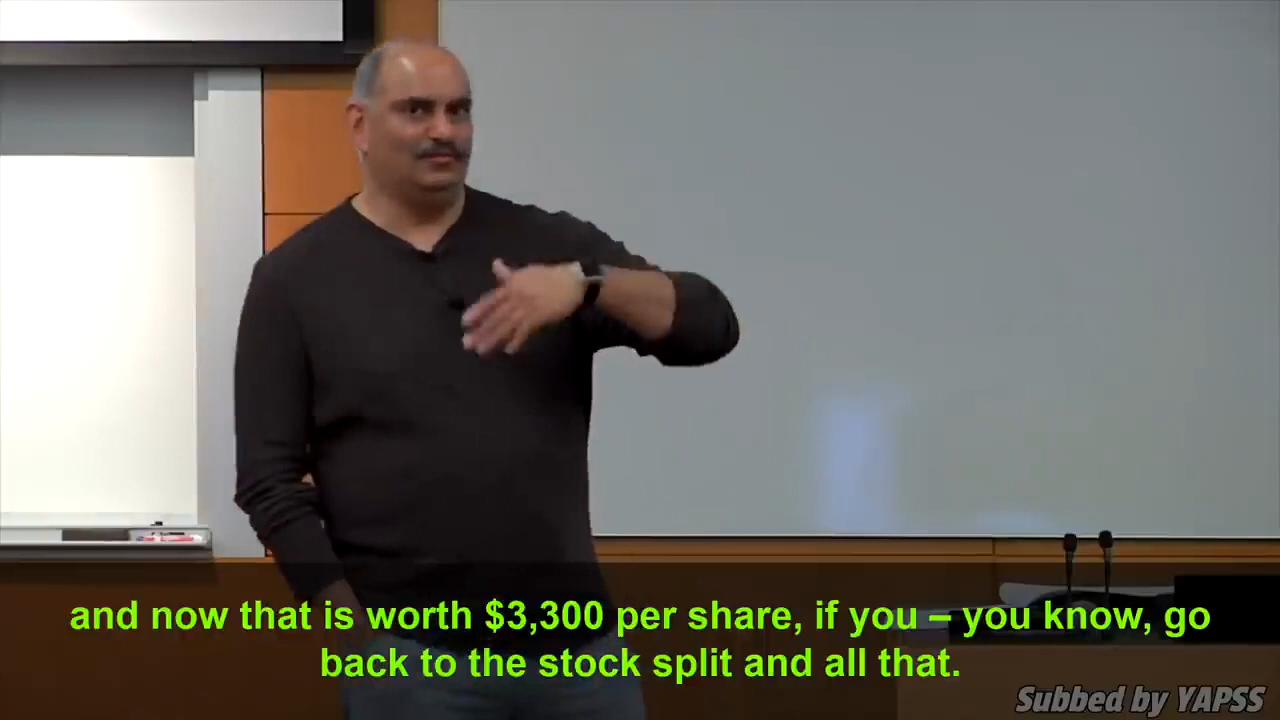 and now that is worth $3,300 per share, if you – you know, go
back to the stock split and all that.
Subbed by YAPSS